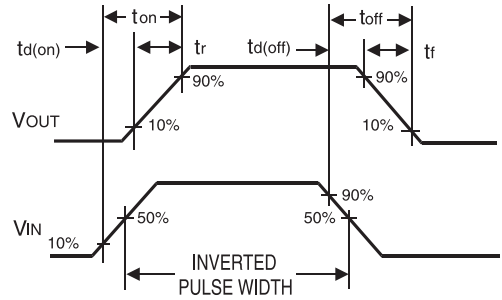 ton toff
td(on) tr td(off) tf
90% 90%
VOUT 10% 10%
90%
50% 50%
VIN
10%
INVERTED
PULSE WIDTH